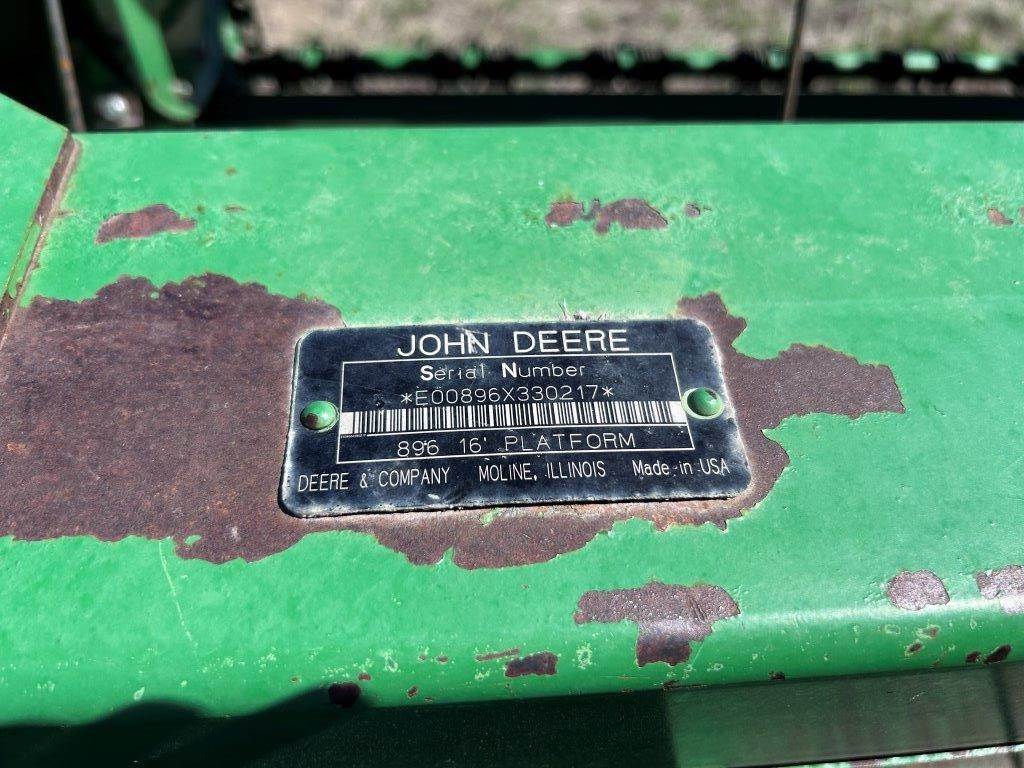 JOHN DEERE
Serial Number
*E00896X330217*
896 16' PLATFORM
DEERE & COMPANY MOLINE, ILLINOIS Made in USA